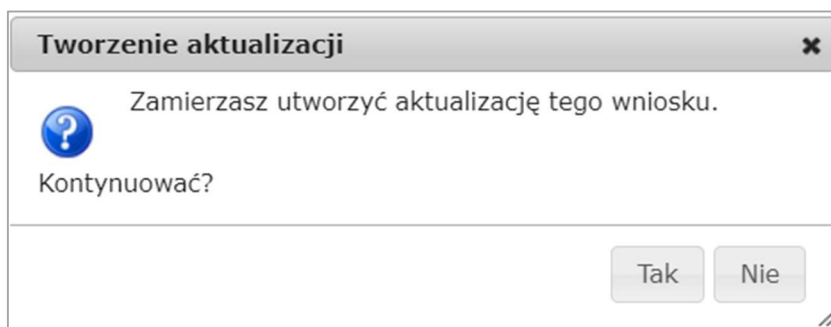 Tworzenie aktualizacji
Zamierzasz utworzyć aktualizację tego wniosku.
Kontynuować?
Tak Nie